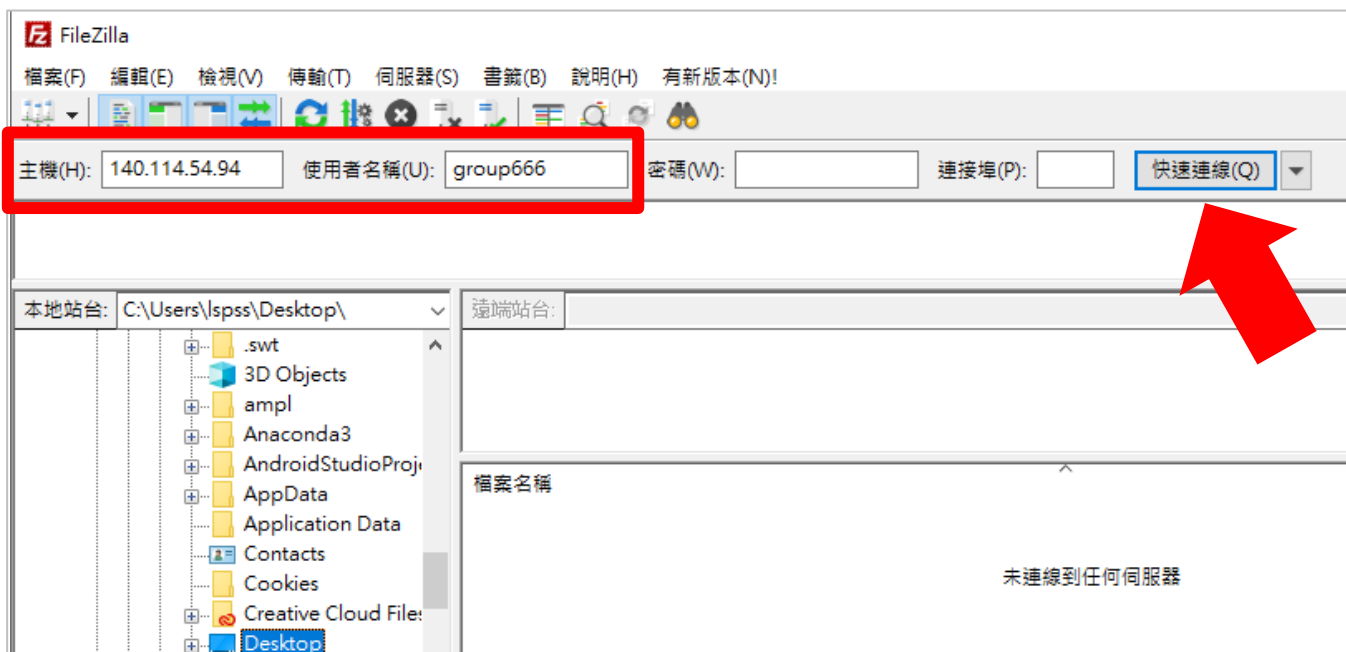 FileZilla
檔案(F) 編輯(E) 檢視(V) 傳輸(T) 伺服器(S) 書籤(B) 說明(H) 有新版本(N)!
主機(H): 140.114.54.94 使用者名稱(U): group666 密碼(W): 連接埠(P): 快速連線(Q)
本地站台: C:\Users\lspss\Desktop\ 遠端站台:
.swt
3D Objects
ampl
Anaconda3
AndroidStudioProj
AppData
Application Data
Contacts
Cookies
Creative Cloud Files
Desktop
檔案名稱
未連線到任何伺服器